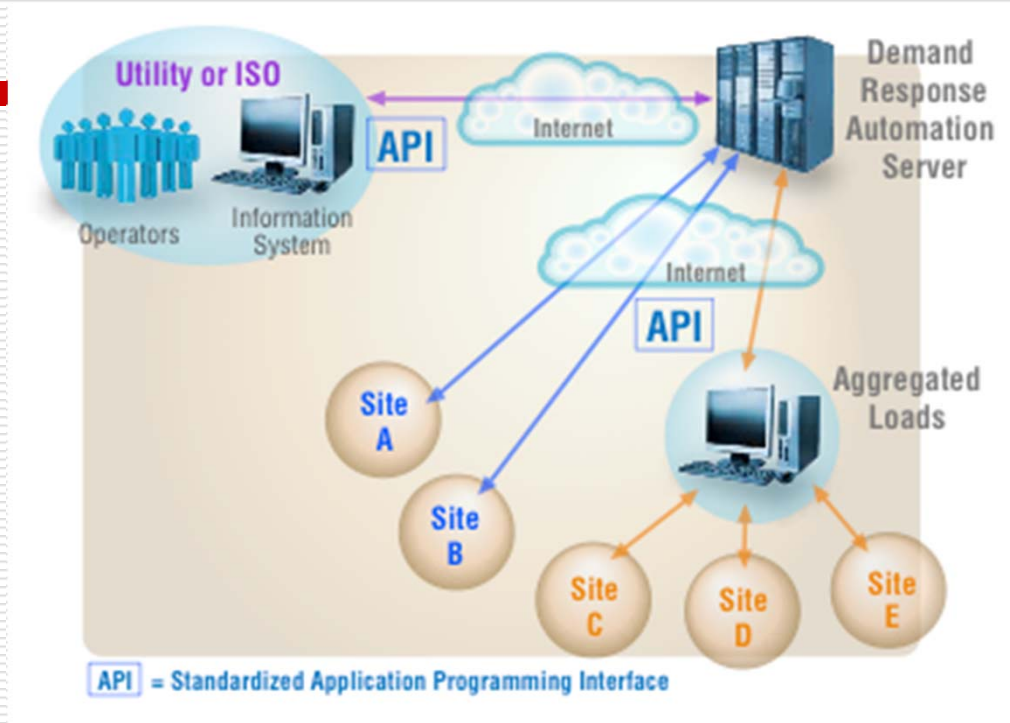 Utility or ISO
Operators
Information
System
API
Internet
Demand
Response
Automation
Server
Internet
API
Aggregated
Loads
Site
A
Site
B
Site
C
Site
D
Site
E
API = Standardized Application Programming Interface